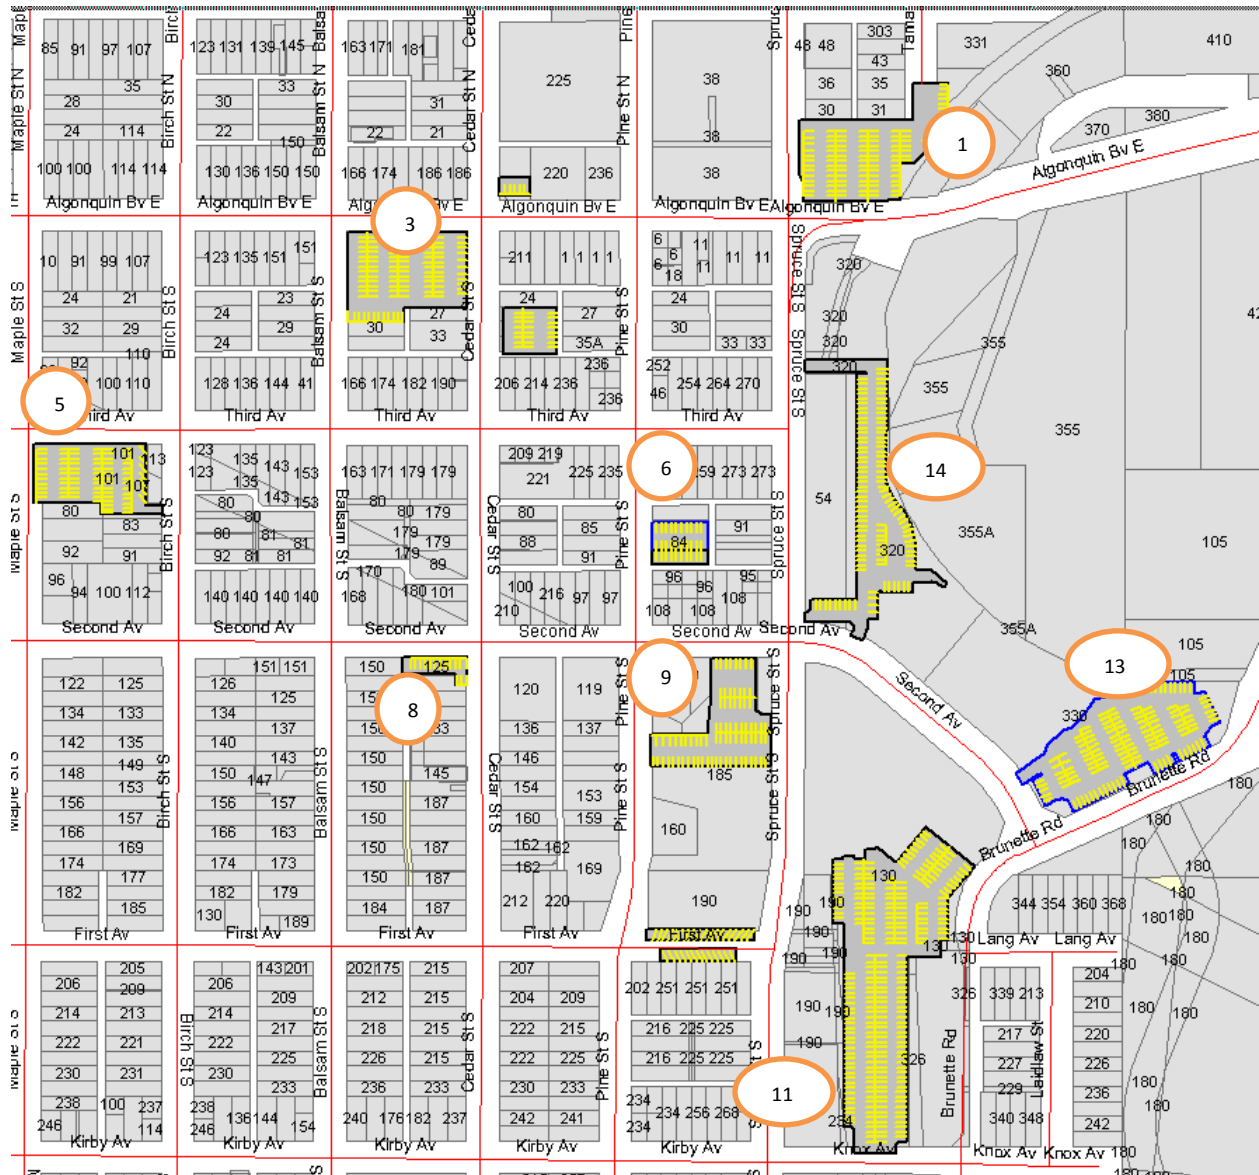 85 91 97 107
123 131 139 145
163 171 181
225
38
48 48
303
43
331
360
410
35
28
24 114
33
30
22
150
31
22 21
36 35
30 31
370 380
1
100 100 114 114
130 136 150 150
166 174 186 186
220 236
38
Algonquin Bv E
Algonquin Bv E
Algonquin Bv E
Algonquin Bv E
Algonquin Bv E
Algonquin Bv E
Maple St N
Birch St N
Balsam St N
Cedar St N
Pine St N
3
10 91 99 107
123 135 151 151
211 1 1 1 1
6 11
6
6 18 11 11 11
320
24 21
32 29
110
92
23
24
29
24
27
30 33
24
27
35A
236
24
30
33 33
320
320
320
355
355
355
100 110
128 136 144 41
166 174 182 190
206 214 236
236
252
46
254 264 270
5
Third Av
Third Av
Third Av
Third Av
Third Av
Maple St S
Birch St S
Balsam St S
Cedar St S
Pine St S
Spruce St S
Spruce St S
101 113
101
123
123
135
135
143
143
153
153
163 171 179 179
209 219
221
225 235
6
259 273 273
14
54
355A
105
80
83
92 91
96
94 100 112
80
80
80
81
81
92 81 81
80 179
179
179
179 89
80 85
88
91
84
91
320
140 140 140 140
170
168 180 101
100
210
216 97 97
96 95
96
108 108 108
Second Av
Second Av
Second Av
Second Av
Second Av
Second Av
Second Av
Birch St S
Balsam St S
Cedar St S
Pine St S
Spruce St S
355A
105
105
13
330
Brunette Rd
Brunette Rd
122 125
134 133
142 135
149
148
153
156
157
166
169
174
177
182
185
151 151
126
125
134
137
140
143
150 147
156 157
166 163
174 173
182 179
130 189
150 125
8
150
145
150
187
150
150 187
150 187
184 187
120 119
136 137
146
154
153
160 159
162 162
162 169
212 220
9
185
160
190
130
180
180
180
180
180
180 180
180
180
344 354 360 368
First Av
First Av
First Av
First Av
First Av
Lang Av Lang Av
Birch St S
Balsam St S
Cedar St S
Pine St S
Spruce St S
190
190
190
190
190
190
190
190
130
130
130
205
206
209
214 213
222 221
230 231
238 100 237
246 114
143 201
206
209
214
217
222
225
230
233
238
246
136 144 154
202 175 215
212 215
218 215
226 215
236 233
240 176 182 237
207
204 209
222 215
222 225
230 233
242 241
202 251 251 251
216 225 225
216 225 225
234
234
234 256 268
11
234
326
326 339 213
217
227
229
340 348
204
210
220
226
236
242
180
180
180
180
180
180
Birch St S
Balsam St S
Cedar St S
Pine St S
Brunette Rd
Laidlaw St
Kirby Av
Kirby Av
Kirby Av
Kirby Av
Kirby Av
Knox Av
Knox Av Knox Av